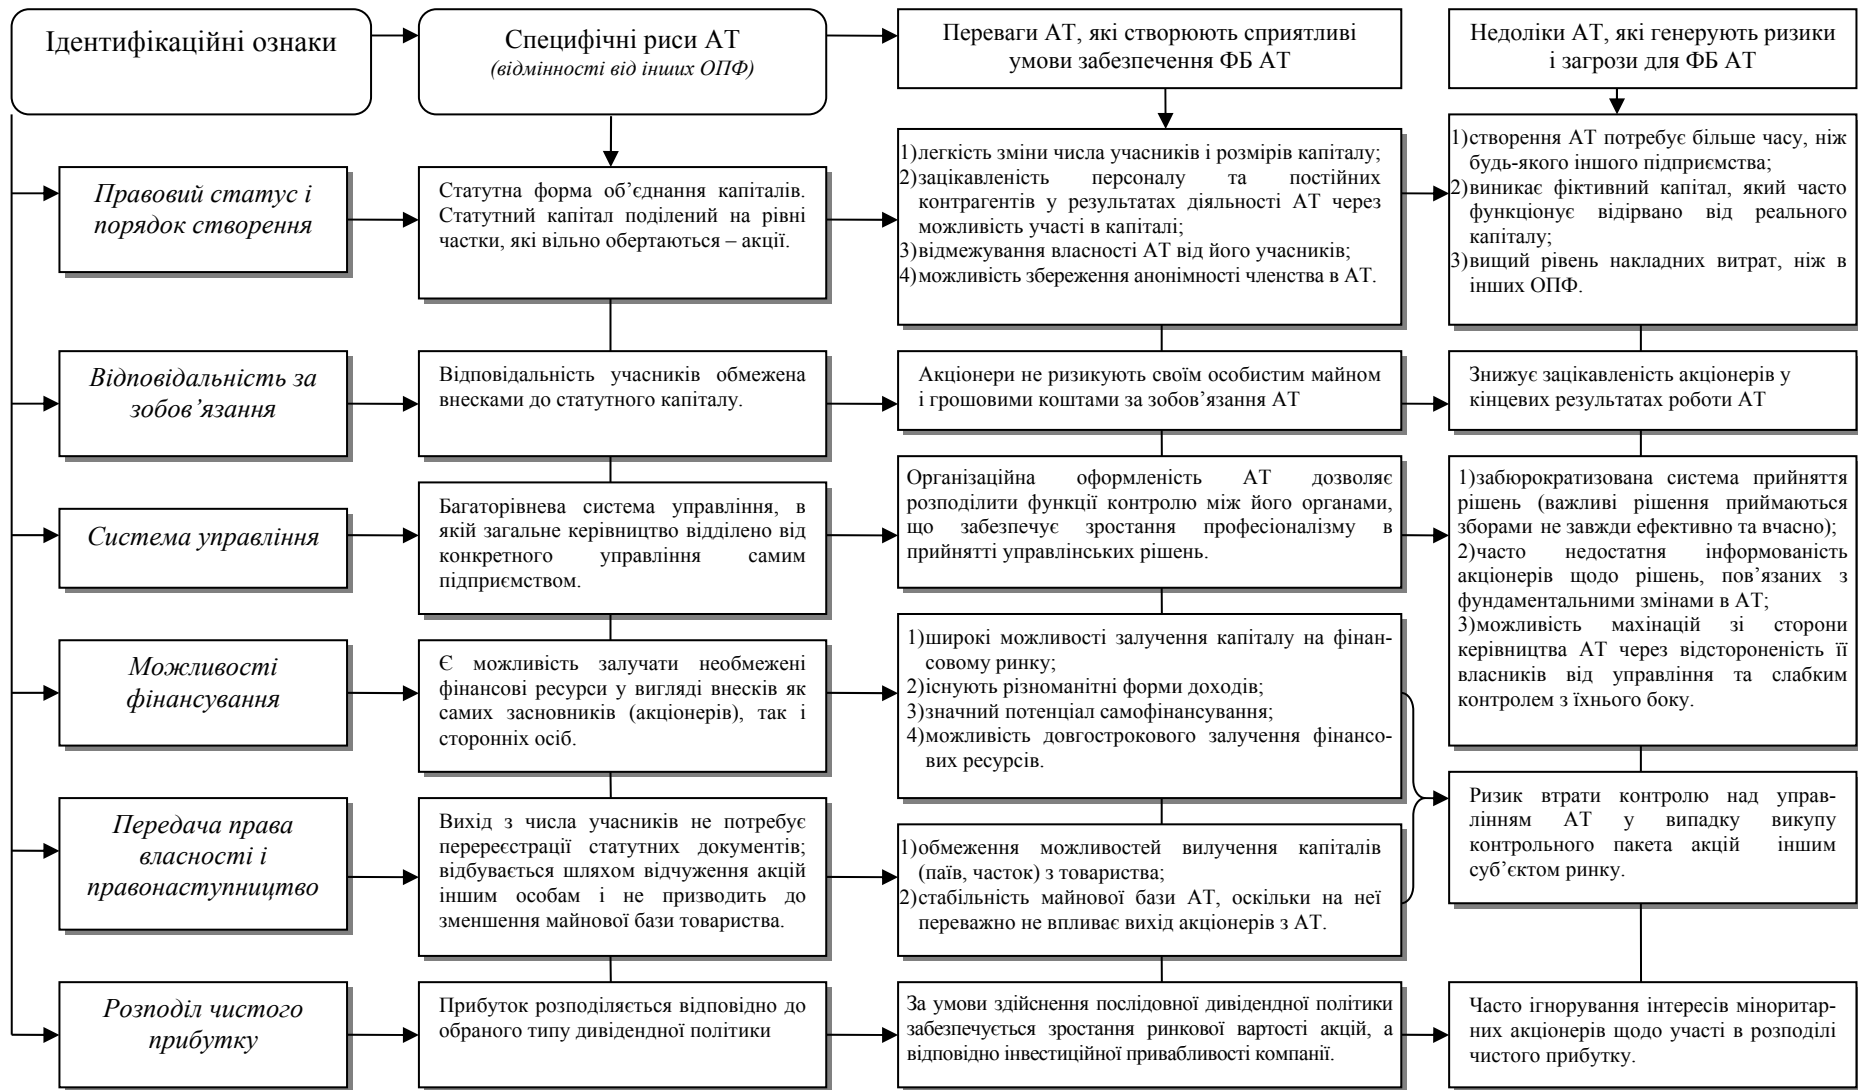 Ідентифікаційні ознаки
Специфічні риси АТ
(відмінності від інших ОПФ)
Переваги АТ, які створюють сприятливі
умови забезпечення ФБ АТ
Недоліки АТ, які генерують ризики
і загрози для ФБ АТ
Правовий статус і
порядок створення
Статутна форма об’єднання капіталів.
Статутний капітал поділений на рівні
частки, які вільно обертаються – акції.
1)легкість зміни числа учасників і розмірів капіталу;
2)зацікавленість персоналу та постійних
контрагентів у результатах діяльності АТ через
можливість участі в капіталі;
3)відмежування власності АТ від його учасників;
4)можливість збереження анонімності членства в АТ.
1)створення АТ потребує більше часу, ніж
будь-якого іншого підприємства;
2)виникає фіктивний капітал, який часто
функціонує відірвано від реального
капіталу;
3)вищий рівень накладних витрат, ніж в
інших ОПФ.
Відповідальність за
зобов’язання
Відповідальність учасників обмежена
внесками до статутного капіталу.
Акціонери не ризикують своїм особистим майном
і грошовими коштами за зобов’язання АТ
Знижує зацікавленість акціонерів у
кінцевих результатах роботи АТ
Система управління
Багаторівнева система управління, в
якій загальне керівництво відділено від
конкретного управління самим
підприємством.
Організаційна оформленість АТ дозволяє
розподілити функції контролю між його органами,
що забезпечує зростання професіоналізму в
прийнятті управлінських рішень.
1)забюрократизована система прийняття
рішень (важливі рішення приймаються
зборами не завжди ефективно та вчасно);
2)часто недостатня інформованість
акціонерів щодо рішень, пов’язаних з
фундаментальними змінами в АТ;
3)можливість махінацій зі сторони
керівництва АТ через відстороненість її
власників від управління та слабким
контролем з їхнього боку.
Можливості
фінансування
Є можливість залучати необмежені
фінансові ресурси у вигляді внесків як
самих засновників (акціонерів), так і
сторонніх осіб.
1)широкі можливості залучення капіталу на фінан-
совому ринку;
2)існують різноманітні форми доходів;
3)значний потенціал самофінансування;
4)можливість довгострокового залучення фінансо-
вих ресурсів.
Передача права
власності і
правонаступництво
Вихід з числа учасників не потребує
перереєстрації статутних документів;
відбувається шляхом відчуження акцій
іншим особам і не призводить до
зменшення майнової бази товариства.
1)обмеження можливостей вилучення капіталів
(паїв, часток) з товариства;
2)стабільність майнової бази АТ, оскільки на неї
переважно не впливає вихід акціонерів з АТ.
Ризик втрати контролю над управ-
лінням АТ у випадку викупу
контрольного пакета акцій іншим
суб’єктом ринку.
Розподіл чистого
прибутку
Прибуток розподіляється відповідно до
обраного типу дивідендної політики
За умови здійснення послідовної дивідендної політики
забезпечується зростання ринкової вартості акцій, а
відповідно інвестиційної привабливості компанії.
Часто ігнорування інтересів міноритар-
них акціонерів щодо участі в розподілі
чистого прибутку.